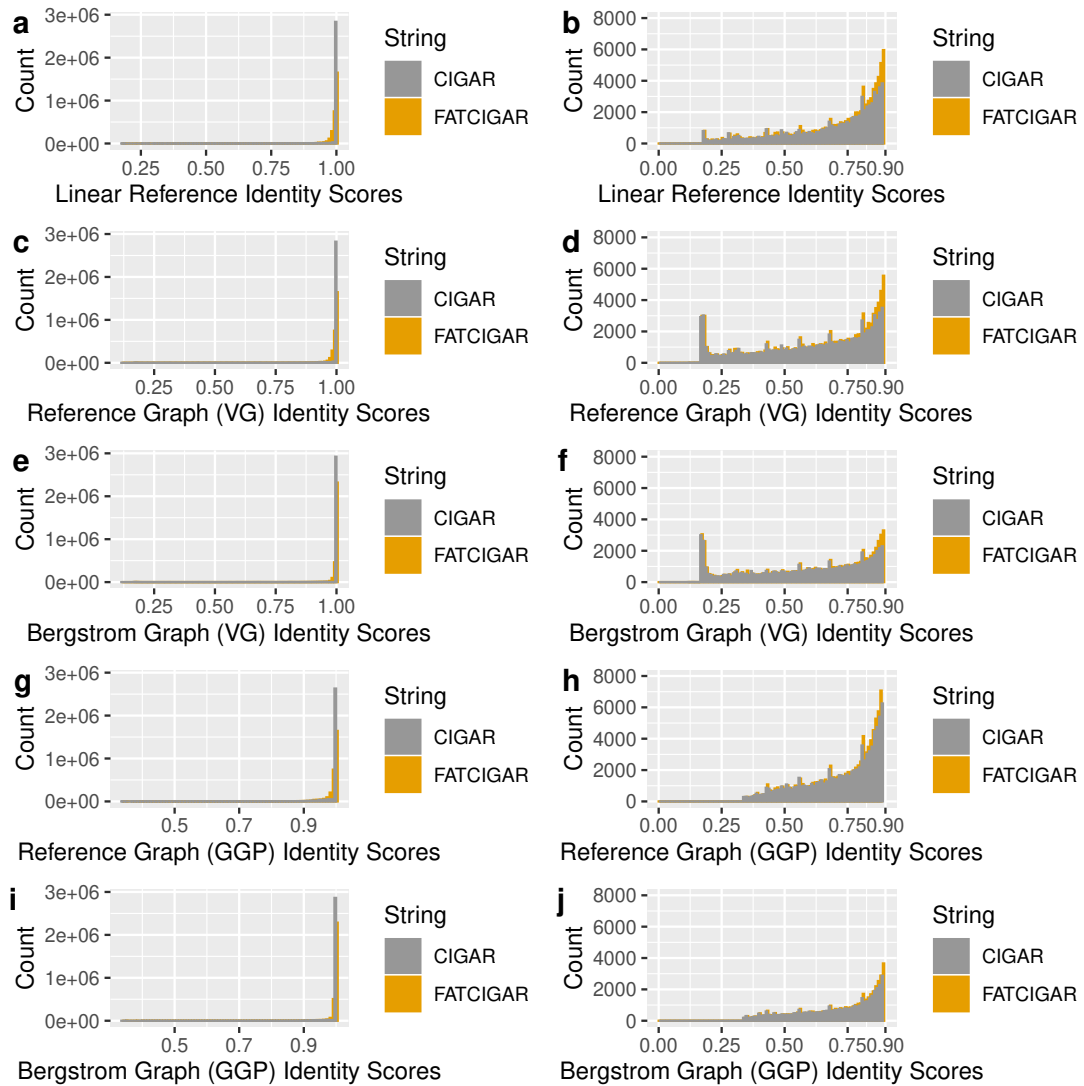 a
Count
3e+06
2e+06
1e+06
0e+00
0.25 0.50 0.75 1.00
Linear Reference Identity Scores
String
CIGAR
FATCIGAR
b
Count
8000
6000
4000
2000
0
0.00 0.25 0.50 0.750.90
Linear Reference Identity Scores
String
CIGAR
FATCIGAR
c
Count
3e+06
2e+06
1e+06
0e+00
0.25 0.50 0.75 1.00
Reference Graph (VG) Identity Scores
String
CIGAR
FATCIGAR
d
Count
8000
6000
4000
2000
0
0.00 0.25 0.50 0.750.90
Reference Graph (VG) Identity Scores
String
CIGAR
FATCIGAR
e
Count
3e+06
2e+06
1e+06
0e+00
0.25 0.50 0.75 1.00
Bergstrom Graph (VG) Identity Scores
String
CIGAR
FATCIGAR
f
Count
8000
6000
4000
2000
0
0.00 0.25 0.50 0.750.90
Bergstrom Graph (VG) Identity Scores
String
CIGAR
FATCIGAR
g
Count
3e+06
2e+06
1e+06
0e+00
0.5 0.7 0.9
Reference Graph (GGP) Identity Scores
String
CIGAR
FATCIGAR
h
Count
8000
6000
4000
2000
0
0.00 0.25 0.50 0.750.90
Reference Graph (GGP) Identity Scores
String
CIGAR
FATCIGAR
i
Count
3e+06
2e+06
1e+06
0e+00
0.5 0.7 0.9
Bergstrom Graph (GGP) Identity Scores
String
CIGAR
FATCIGAR
j
Count
8000
6000
4000
2000
0
0.00 0.25 0.50 0.750.90
Bergstrom Graph (GGP) Identity Scores
String
CIGAR
FATCIGAR